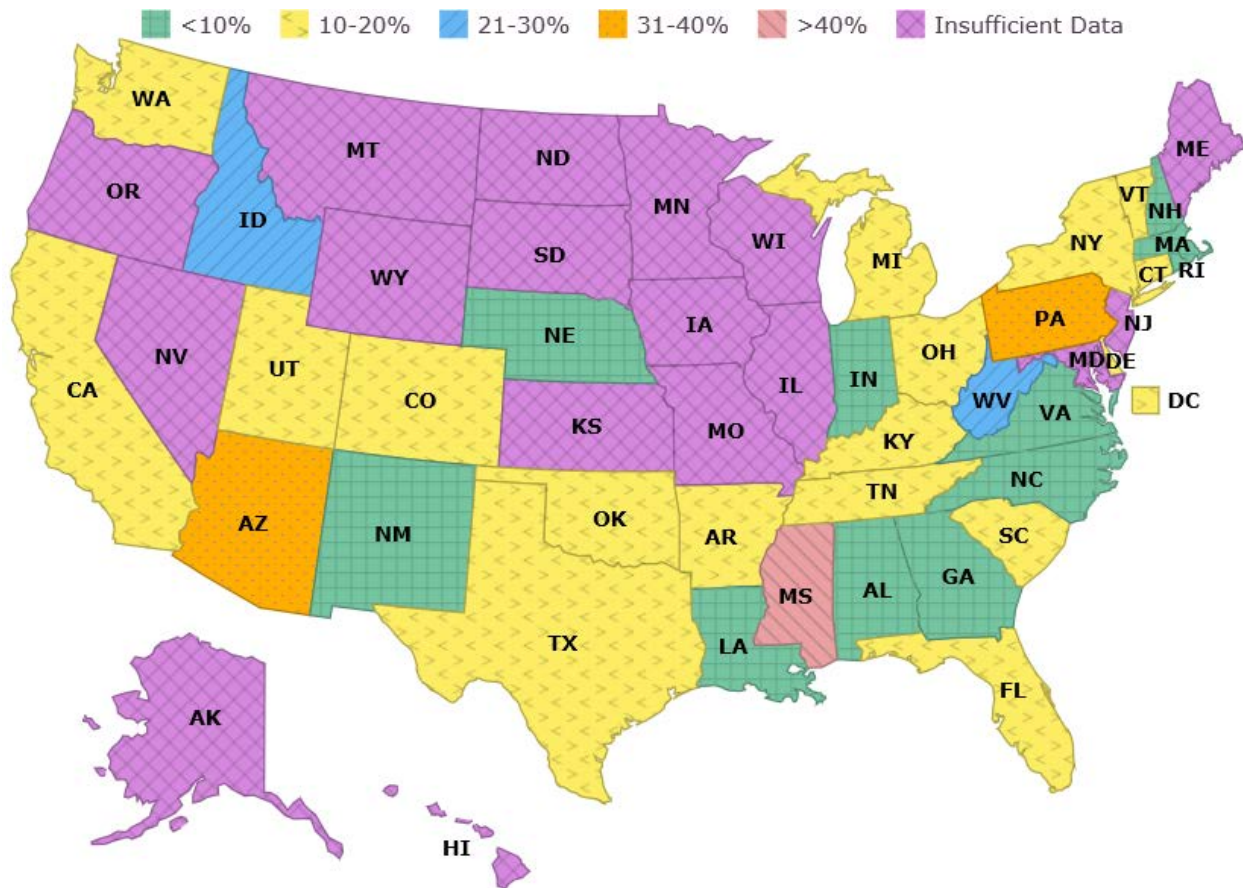 <10% 10-20% 21-30% 31-40% >40% Insufficient Data
WA
MT
ND
ME
OR
ID
MN
VT
NH
WI
NY
MA
SD
MI
CT
RI
WY
IA
PA
NJ
NE
OH
MD
DE
NV
UT
IN
IL
CA
CO
WV
DC
VA
KS
MO
KY
NC
TN
AZ
OK
NM
AR
SC
MS
AL
GA
TX
LA
FL
AK
HI